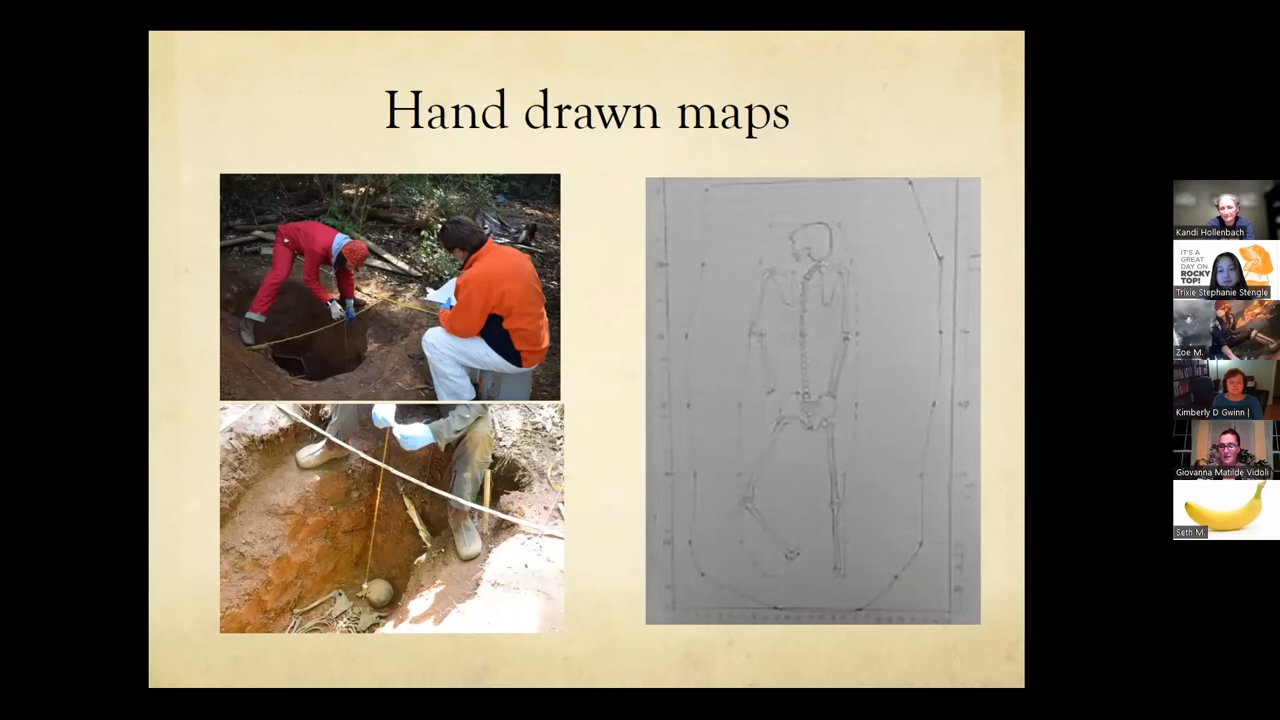 Hand drawn maps
Kandi Hollenbach
IT'S A
GREAT
DAY ON
ROCKY
TOP!
Trixie Stephanie Stengle
Zoe M.
Kimberly D Gwinn |
Giovanna Matilde Vidoli
Seth M.